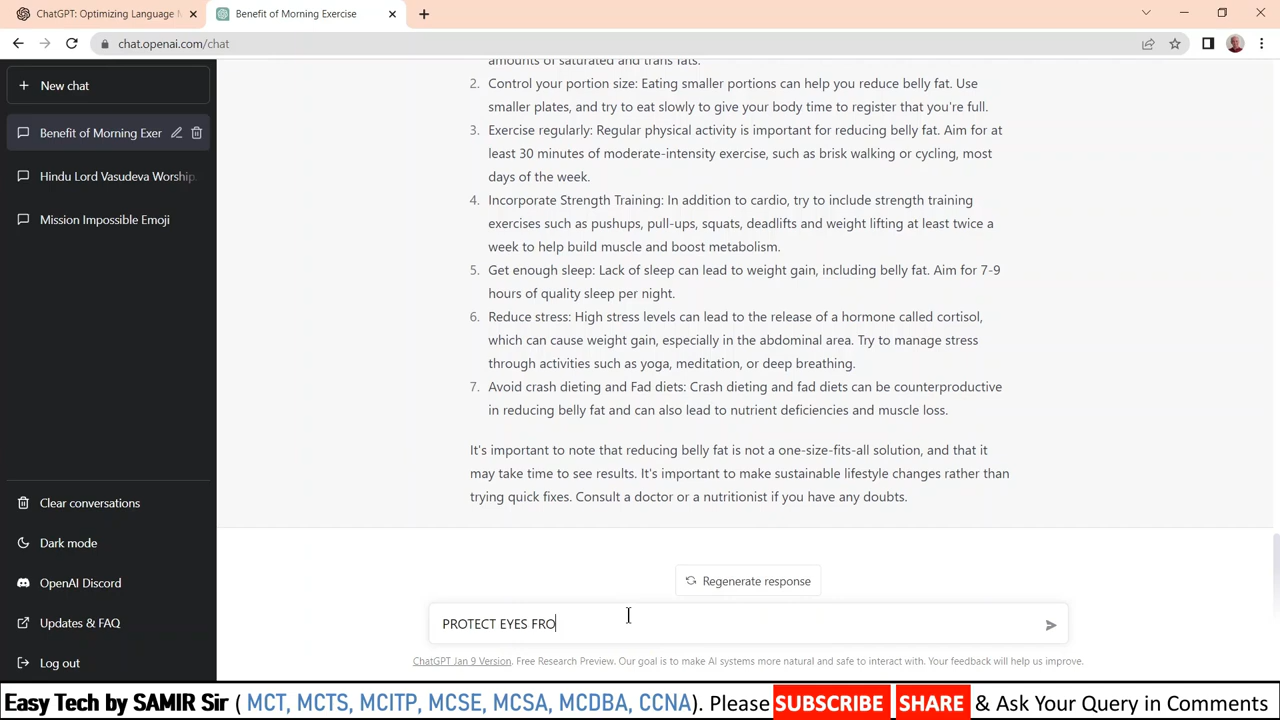 ChatGPT: Optimizing Language M
Benefit of Morning Exercise
chat.openai.com/chat
New chat
Benefit of Morning Exer
Hindu Lord Vasudeva Worship.
Mission Impossible Emoji
Clear conversations
Dark mode
OpenAI Discord
Updates & FAQ
Log out
amounts of saturated and trans fats.
2. Control your portion size: Eating smaller portions can help you reduce belly fat. Use
smaller plates, and try to eat slowly to give your body time to register that you're full.
3. Exercise regularly: Regular physical activity is important for reducing belly fat. Aim for at
least 30 minutes of moderate-intensity exercise, such as brisk walking or cycling, most
days of the week.
4. Incorporate Strength Training: In addition to cardio, try to include strength training
exercises such as pushups, pull-ups, squats, deadlifts and weight lifting at least twice a
week to help build muscle and boost metabolism.
5. Get enough sleep: Lack of sleep can lead to weight gain, including belly fat. Aim for 7-9
hours of quality sleep per night.
6. Reduce stress: High stress levels can lead to the release of a hormone called cortisol,
which can cause weight gain, especially in the abdominal area. Try to manage stress
through activities such as yoga, meditation, or deep breathing.
7. Avoid crash dieting and Fad diets: Crash dieting and fad diets can be counterproductive
in reducing belly fat and can also lead to nutrient deficiencies and muscle loss.
It's important to note that reducing belly fat is not a one-size-fits-all solution, and that it
may take time to see results. It's important to make sustainable lifestyle changes rather than
trying quick fixes. Consult a doctor or a nutritionist if you have any doubts.
Regenerate response
PROTECT EYES FRO
ChatGPT Jan 9 Version. Free Research Preview. Our goal is to make AI systems more natural and safe to interact with. Your feedback will help us improve.
Easy Tech by SAMIR Sir ( MCT, MCTS, MCITP, MCSE, MCSA, MCDBA, CCNA). Please SUBSCRIBE SHARE & Ask Your Query in Comments